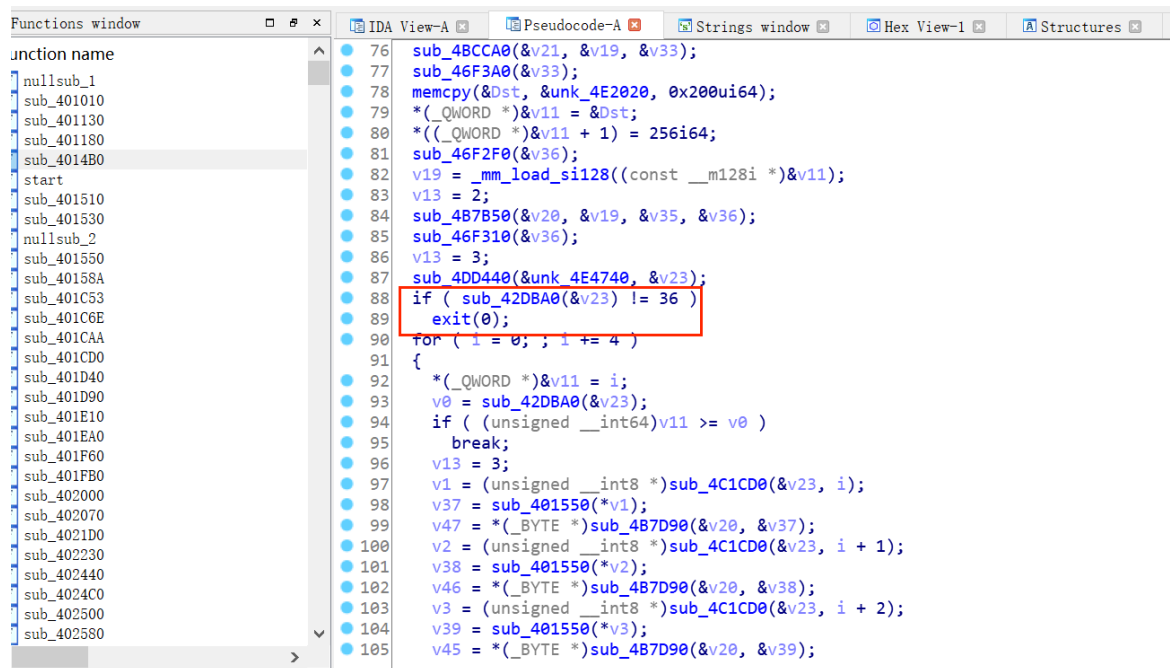 Functions window
IDA View-A
Pseudocode-A
Strings window
Hex View-1
Structures
unction name
nullsub_1
sub_401010
sub_401130
sub_401180
sub_4014B0
start
sub_401510
sub_401530
nullsub_2
sub_401550
sub_40158A
sub_401C53
sub_401C6E
sub_401CAA
sub_401CD0
sub_401D40
sub_401D90
sub_401E10
sub_401EA0
sub_401F60
sub_401FB0
sub_402000
sub_402070
sub_4021D0
sub_402230
sub_402440
sub_4024C0
sub_402500
sub_402580
76 sub_4BCCA0(&v21, &v19, &v33);
77 sub_46F3A0(&v33);
78 memcpy(&Dst, &unk_4E2020, 0x200ui64);
79 *(_QWORD *)&v11 = &Dst;
80 *((_QWORD *)&v11 + 1) = 256i64;
81 sub_46F2F0(&v36);
82 v19 = _mm_load_si128((const __m128i *)&v11);
83 v13 = 2;
84 sub_4B7B50(&v20, &v19, &v35, &v36);
85 sub_46F310(&v36);
86 v13 = 3;
87 sub_4DD440(&unk_4E4740, &v23);
88 if ( sub_42DBA0(&v23) != 36 )
89 exit(0);
90 for ( i = 0; ; i += 4 )
91 {
92 *(_QWORD *)&v11 = i;
93 v0 = sub_42DBA0(&v23);
94 if ( (unsigned __int64)v11 >= v0 )
95 break;
96 v13 = 3;
97 v1 = (unsigned __int8 *)sub_4C1CD0(&v23, i);
98 v37 = sub_401550(*v1);
99 v47 = *(_BYTE *)sub_4B7D90(&v20, &v37);
100 v2 = (unsigned __int8 *)sub_4C1CD0(&v23, i + 1);
101 v38 = sub_401550(*v2);
102 v46 = *(_BYTE *)sub_4B7D90(&v20, &v38);
103 v3 = (unsigned __int8 *)sub_4C1CD0(&v23, i + 2);
104 v39 = sub_401550(*v3);
105 v45 = *(_BYTE *)sub_4B7D90(&v20, &v39);